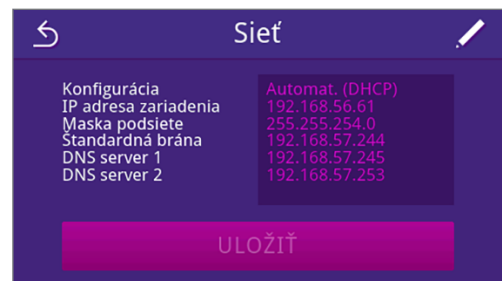 Sieť
Konfigurácia Automat. (DHCP)
IP adresa zariadenia 192.168.56.61
Maska podsiete 255.255.254.0
Štandardná brána 192.168.57.244
DNS server 1 192.168.57.245
DNS server 2 192.168.57.253
ULOŽIŤ